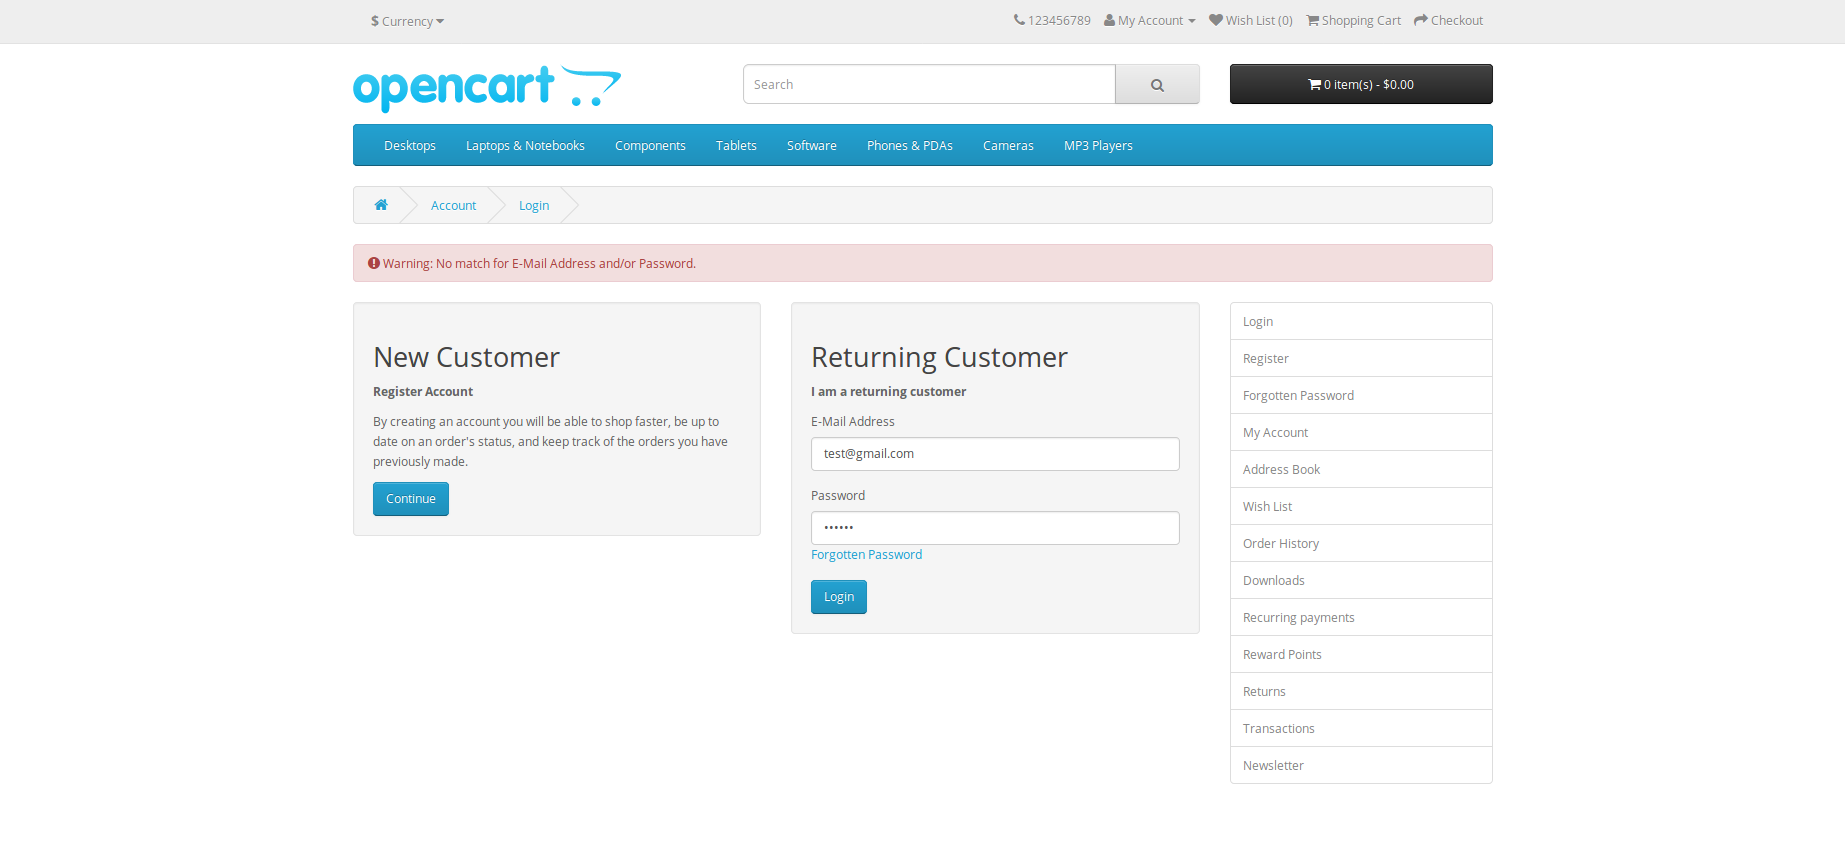 $ Currency
123456789 My Account Wish List (0) Shopping Cart Checkout
opencart
Search
0 item(s) - $0.00
Desktops Laptops & Notebooks Components Tablets Software Phones & PDAs Cameras MP3 Players
Account Login
Warning: No match for E-Mail Address and/or Password.
New Customer
Register Account
By creating an account you will be able to shop faster, be up to
date on an order's status, and keep track of the orders you have
previously made.
Continue
Returning Customer
I am a returning customer
E-Mail Address
test@gmail.com
Password
••••••
Forgotten Password
Login
Login
Register
Forgotten Password
My Account
Address Book
Wish List
Order History
Downloads
Recurring payments
Reward Points
Returns
Transactions
Newsletter